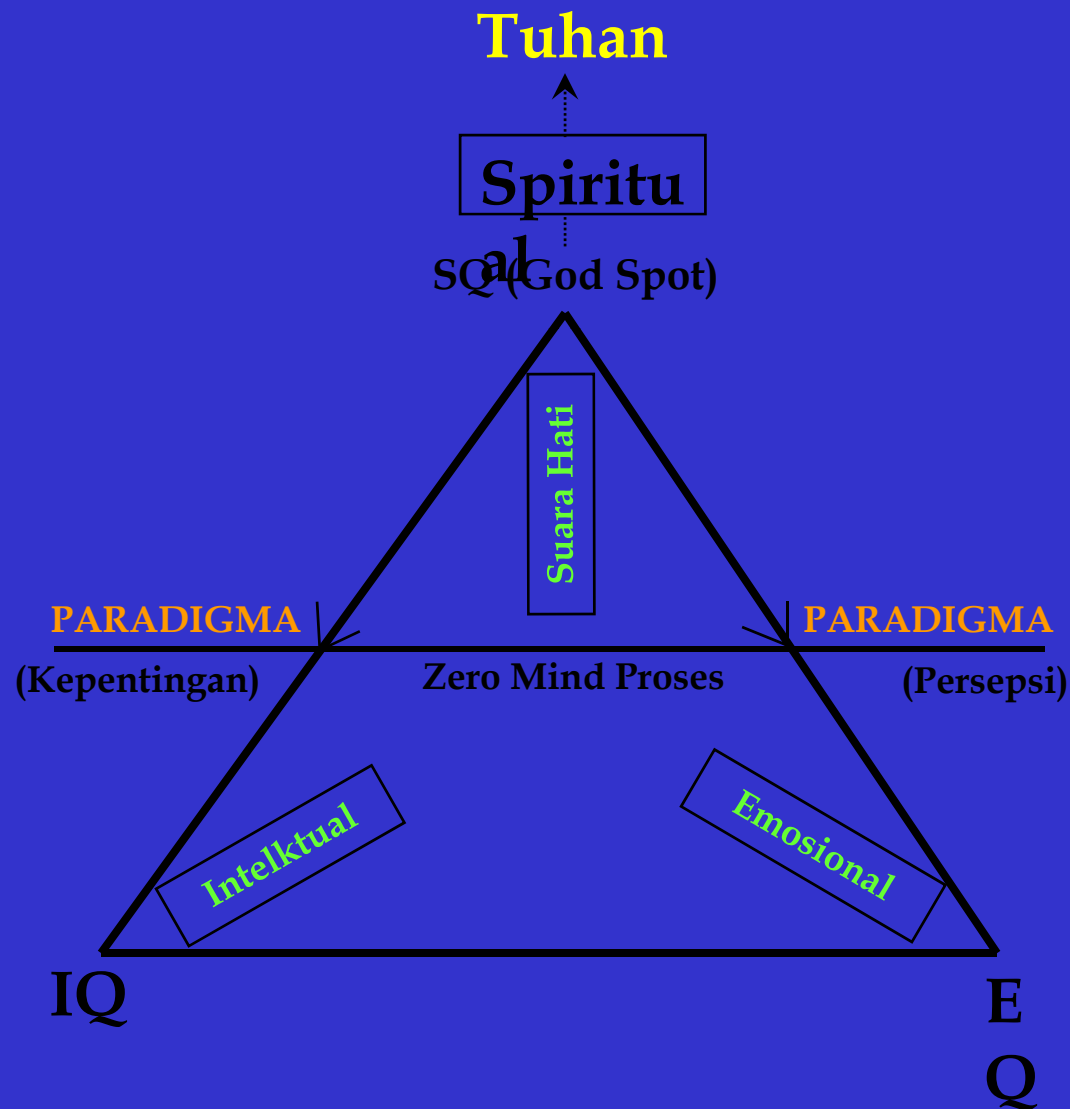 Tuhan
Spiritu
al
SQ (God Spot)
Suara Hati
PARADIGMA
PARADIGMA
(Kepentingan)
Zero Mind Proses
(Persepsi)
Intelktual
Emosional
IQ
E
Q